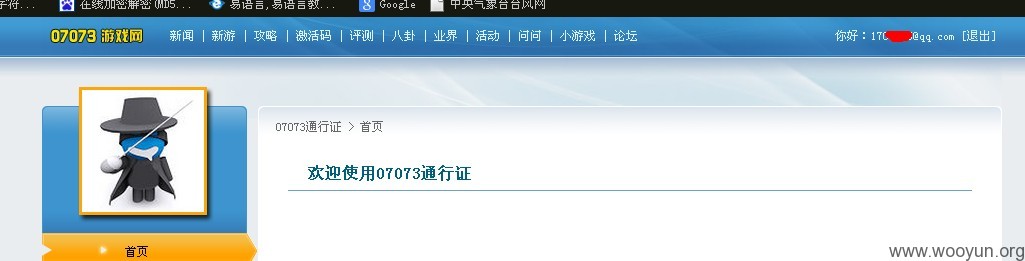 字符... 在线加密解密(MD5... 易语言,易语言教... Google 中央气象台台风网
07073 游戏网 新闻 | 新游 | 攻略 | 激活码 | 评测 | 八卦 | 业界 | 活动 | 问问 | 小游戏 | 论坛 你好：170 @qq.com [退出]
07073通行证 > 首页
欢迎使用07073通行证
首页
www.wooyun.org